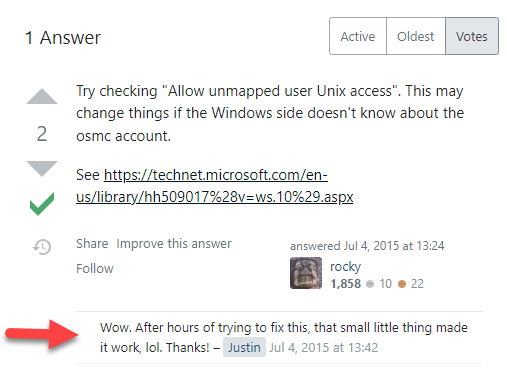 1 Answer
Active Oldest Votes
Try checking "Allow unmapped user Unix access". This may
change things if the Windows side doesn't know about the
osmc account.
2
See https://technet.microsoft.com/en-
us/library/hh509017%28v=ws.10%29.aspx
Share Improve this answer
Follow
answered Jul 4, 2015 at 13:24
rocky
1,858 10 22
Wow. After hours of trying to fix this, that small little thing made
it work, lol. Thanks! – Justin Jul 4, 2015 at 13:42